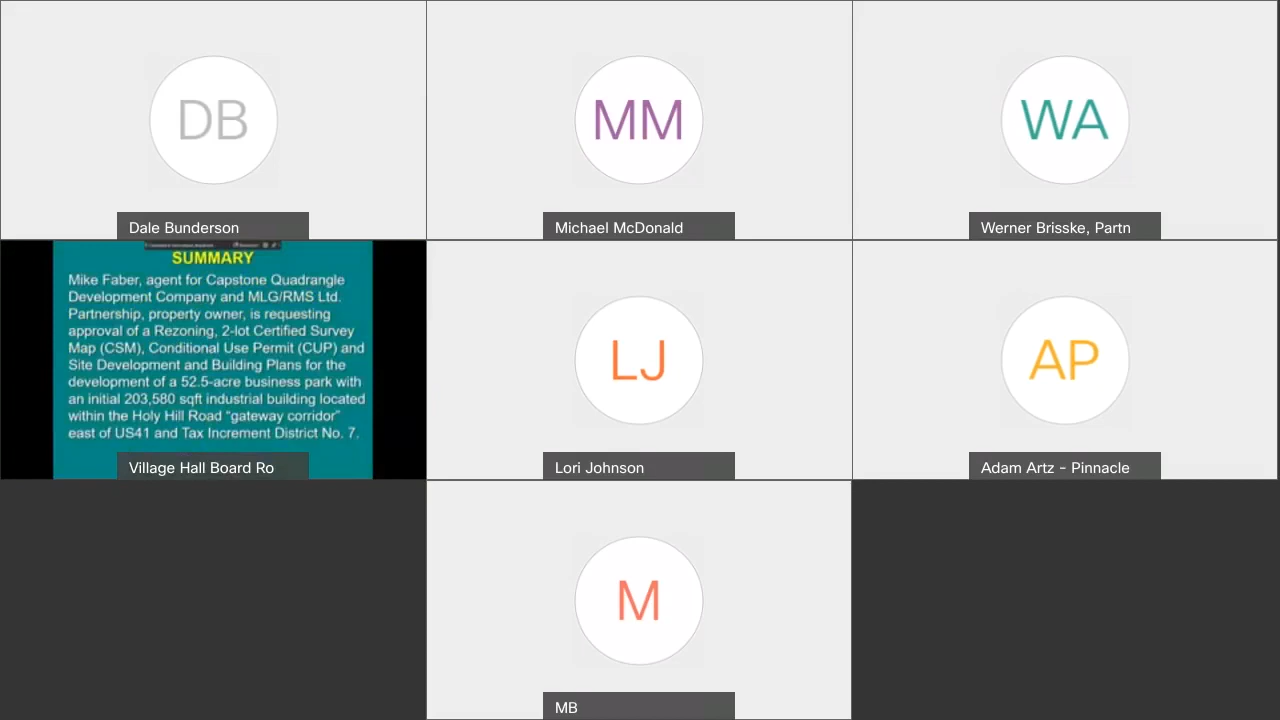 DB
Dale Bunderson
MM
Michael McDonald
WA
Werner Brisske, Partn
SUMMARY
Mike Faber, agent for Capstone Quadrangle
Development Company and MLG/RMS Ltd.
Partnership, property owner, is requesting
approval of a Rezoning, 2-lot Certified Survey
Map (CSM), Conditional Use Permit (CUP) and
Site Development and Building Plans for the
development of a 52.5-acre business park with
an initial 203,580 sqft industrial building located
within the Holy Hill Road “gateway corridor”
east of US41 and Tax Increment District No. 7.
Village Hall Board Ro
LJ
Lori Johnson
AP
Adam Artz - Pinnacle
M
MB